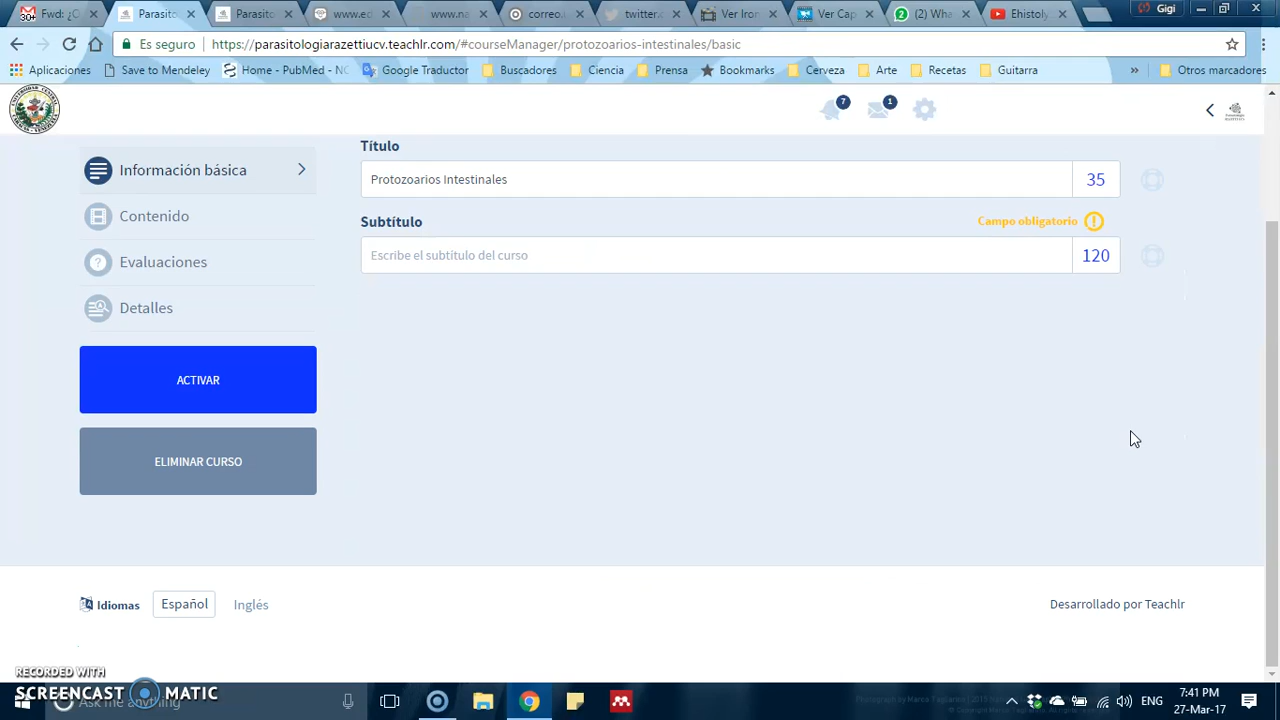 Fwd: ¿C
Parasito
Parasito
www.ed
www.na
correo.
twitter.c
Ver Iro
Ver Cap
(2) Wha
Ehistoly
Gigi
Es seguro
https://parasitologiarazettiucv.teachlr.com/#courseManager/protozoarios-intestinales/basic
Aplicaciones
Save to Mendeley
Home - PubMed - NC
Google Traductor
Buscadores
Ciencia
Prensa
Bookmarks
Cerveza
Arte
Recetas
Guitarra
»
Otros marcadores
7
1
Información básica
Contenido
Evaluaciones
Detalles
ACTIVAR
ELIMINAR CURSO
Título
Protozoarios Intestinales
35
Subtítulo
Campo obligatorio
Escribe el subtítulo del curso
120
Idiomas
Español
Inglés
Desarrollado por Teachlr
RECORDED WITH
SCREENCAST MATIC
Ask me anything
ENG
7:41 PM
27-Mar-17